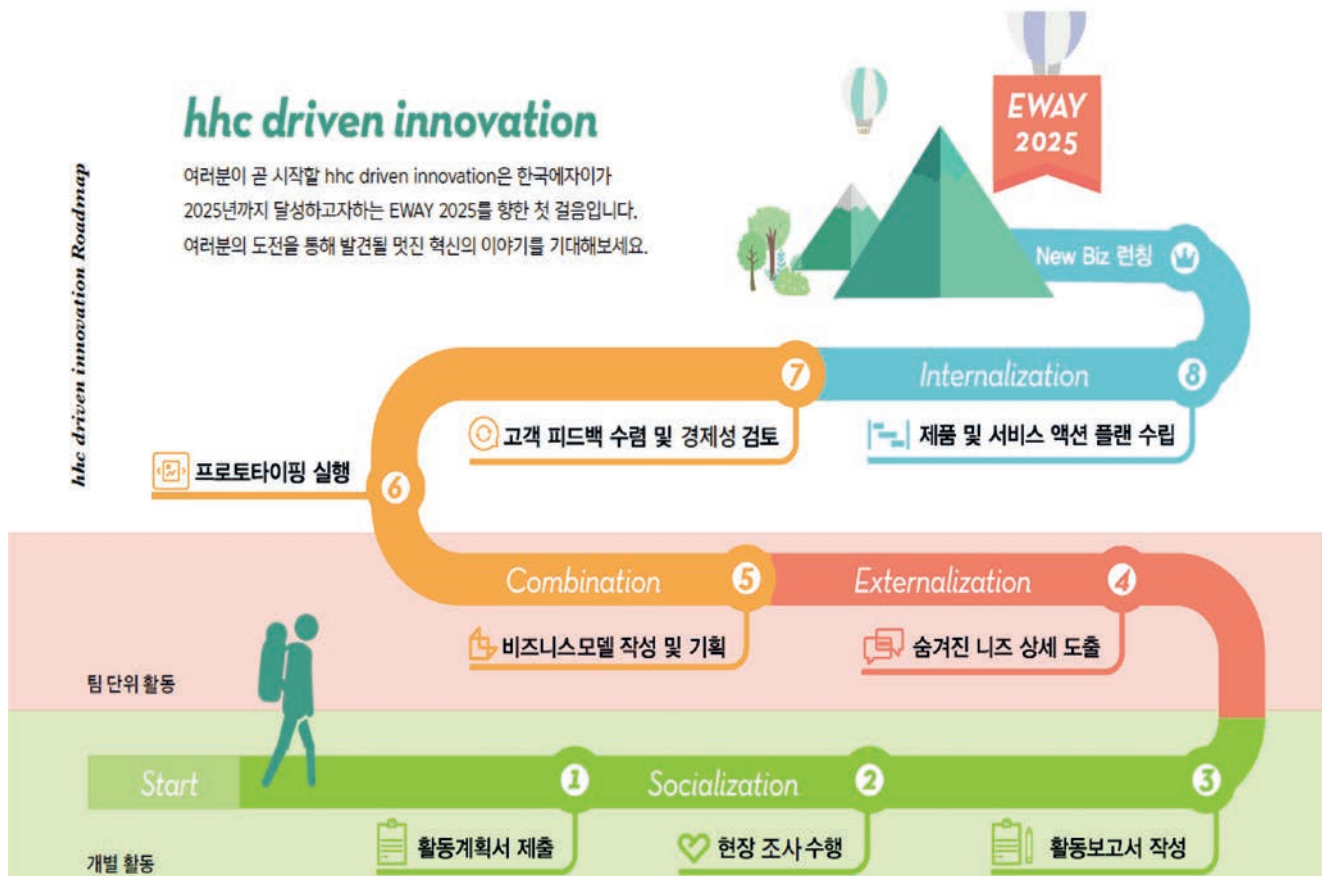 hhc driven innovation
여러분이 곧 시작할 hhc driven innovation은 한국에자이가
2025년까지 달성하고자하는 EWAY 2025를 향한 첫 걸음입니다.
여러분의 도전을 통해 발견될 멋진 혁신의 이야기를 기대해보세요.
hhc driven innovation Roadmap
EWAY
2025
New Biz 런칭
7
Internalization
8
고객 피드백 수렴 및 경제성 검토
제품 및 서비스 액션 플랜 수립
프로토타이핑 실행
6
Combination
5
Externalization
4
비즈니스모델 작성 및 기획
숨겨진 니즈 상세 도출
팀 단위 활동
Start
1
Socialization
2
3
활동계획서 제출
현장 조사 수행
활동보고서 작성
개별 활동